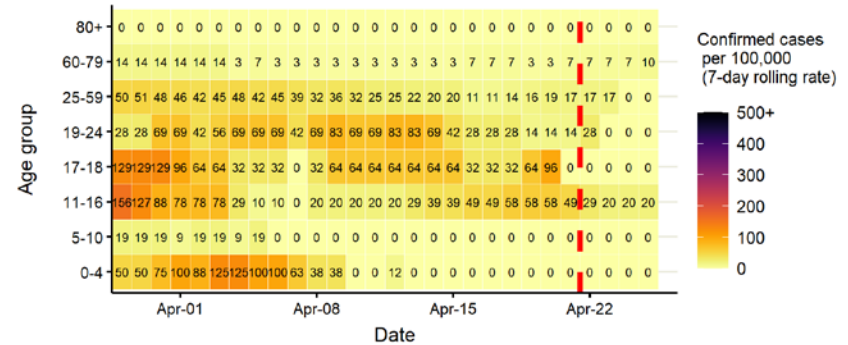 80+ 0 0 0 0 0 0 0 0 0 0 0 0 0 0 0 0 0 0 0 0 0 0 0 0 0 0 0 0
60-79 14 14 14 14 14 14 3 7 3 3 3 3 3 3 3 3 3 3 7 7 7 3 3 7 7 7 7 10
25-59 50 51 48 46 42 45 48 42 45 39 32 36 32 25 25 22 20 20 11 11 14 16 19 17 17 17 0 0
19-24 28 28 69 69 42 56 69 69 69 42 69 83 69 69 83 83 69 42 28 28 28 14 14 14 28 0 0 0
17-18 129 129 129 96 64 64 32 32 32 0 32 64 64 64 64 64 64 64 32 32 32 64 96 0 0 0 0 0
11-16 156 127 88 78 78 78 29 10 10 0 20 20 20 20 20 29 39 39 49 49 58 58 58 49 29 20 20 20
5-10 19 19 19 9 19 19 9 19 0 0 0 0 0 0 0 0 0 0 0 0 0 0 0 0 0 0 0 0
0-4 50 50 75 100 88 125 125 100 100 63 38 38 0 0 12 0 0 0 0 0 0 0 0 0 0 0 0 0
Age group
Apr-01 Apr-08 Apr-15 Apr-22
Date
Confirmed cases
per 100,000
(7-day rolling rate)
500+
400
300
200
100
0